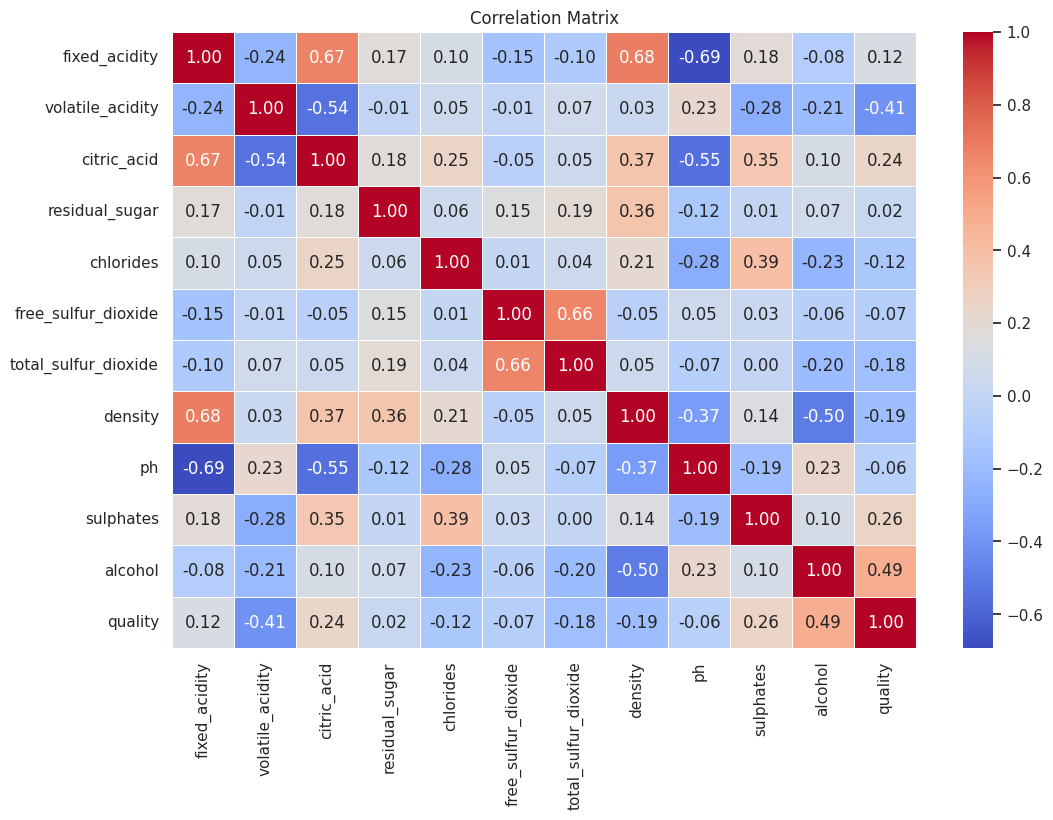 Correlation Matrix
fixed_acidity 1.00 -0.24 0.67 0.17 0.10 -0.15 -0.10 0.68 -0.69 0.18 -0.08 0.12
volatile_acidity -0.24 1.00 -0.54 -0.01 0.05 -0.01 0.07 0.03 0.23 -0.28 -0.21 -0.41
citric_acid 0.67 -0.54 1.00 0.18 0.25 -0.05 0.05 0.37 -0.55 0.35 0.10 0.24
residual_sugar 0.17 -0.01 0.18 1.00 0.06 0.15 0.19 0.36 -0.12 0.01 0.07 0.02
chlorides 0.10 0.05 0.25 0.06 1.00 0.01 0.04 0.21 -0.28 0.39 -0.23 -0.12
free_sulfur_dioxide -0.15 -0.01 -0.05 0.15 0.01 1.00 0.66 -0.05 0.05 0.03 -0.06 -0.07
total_sulfur_dioxide -0.10 0.07 0.05 0.19 0.04 0.66 1.00 0.05 -0.07 0.00 -0.20 -0.18
density 0.68 0.03 0.37 0.36 0.21 -0.05 0.05 1.00 -0.37 0.14 -0.50 -0.19
ph -0.69 0.23 -0.55 -0.12 -0.28 0.05 -0.07 -0.37 1.00 -0.19 0.23 -0.06
sulphates 0.18 -0.28 0.35 0.01 0.39 0.03 0.00 0.14 -0.19 1.00 0.10 0.26
alcohol -0.08 -0.21 0.10 0.07 -0.23 -0.06 -0.20 -0.50 0.23 0.10 1.00 0.49
quality 0.12 -0.41 0.24 0.02 -0.12 -0.07 -0.18 -0.19 -0.06 0.26 0.49 1.00
fixed_acidity
volatile_acidity
citric_acid
residual_sugar
chlorides
free_sulfur_dioxide
total_sulfur_dioxide
density
ph
sulphates
alcohol
quality
1.0
0.8
0.6
0.4
0.2
0.0
−0.2
−0.4
−0.6